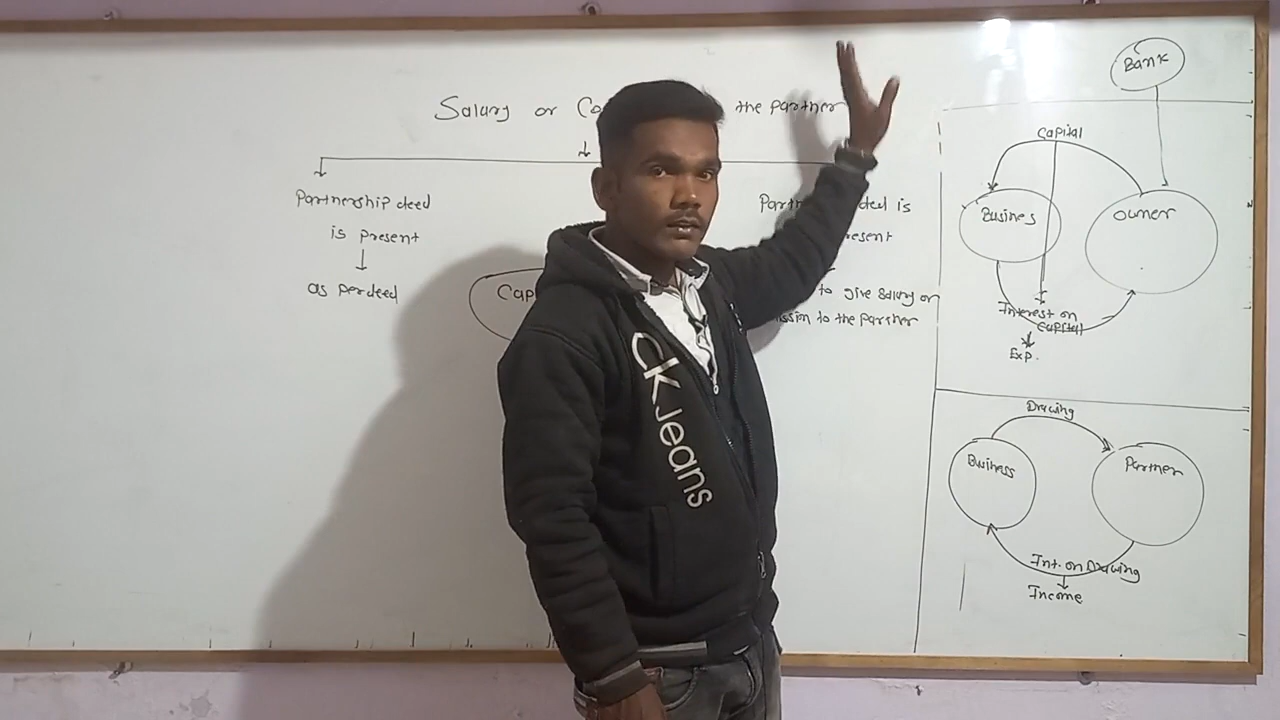 Salary or Co the partner
Partnership deed
is present
as per deed
Cap
Part deed is
resent
to give salary or
ssion to the partner
Bank
Capital
Busines
Owner
Interest on
Capital
Exp.
Drawing
Business
Partner
Int. on Drawing
Income
CK Jeans